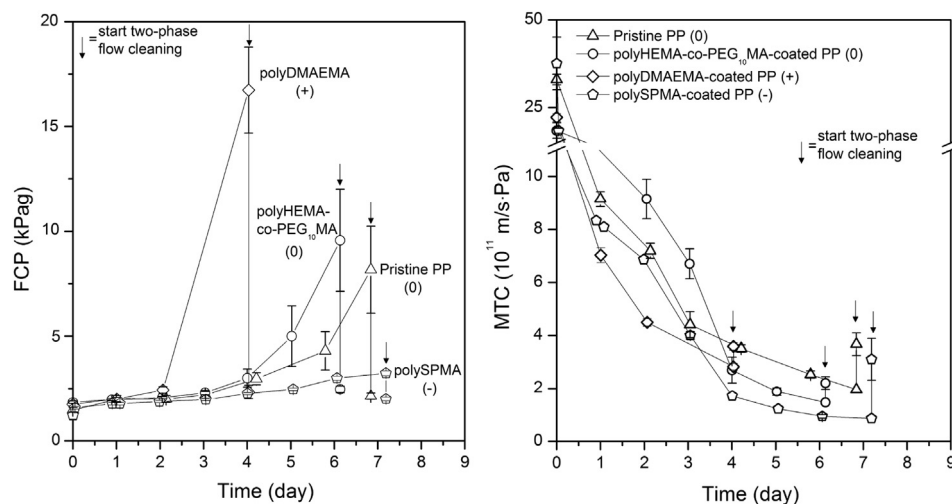 =start two-phase
flow cleaning
polyDMAEMA
(+)
polyHEMA-
co-PEG₁₀MA
(0)
Pristine PP
(0)
polySPMA
(-)
20
15
10
5
0
FCP (kPag)
0 1 2 3 4 5 6 7 8 9
Time (day)
Pristine PP (0)
polyHEMA-co-PEG₁₀MA-coated PP (0)
polyDMAEMA-coated PP (+)
polySPMA-coated PP (-)
=start two-phase
flow cleaning
50
25
10
8
6
4
2
0
MTC (10¹¹ m/s·Pa)
0 1 2 3 4 5 6 7 8 9
Time (day)